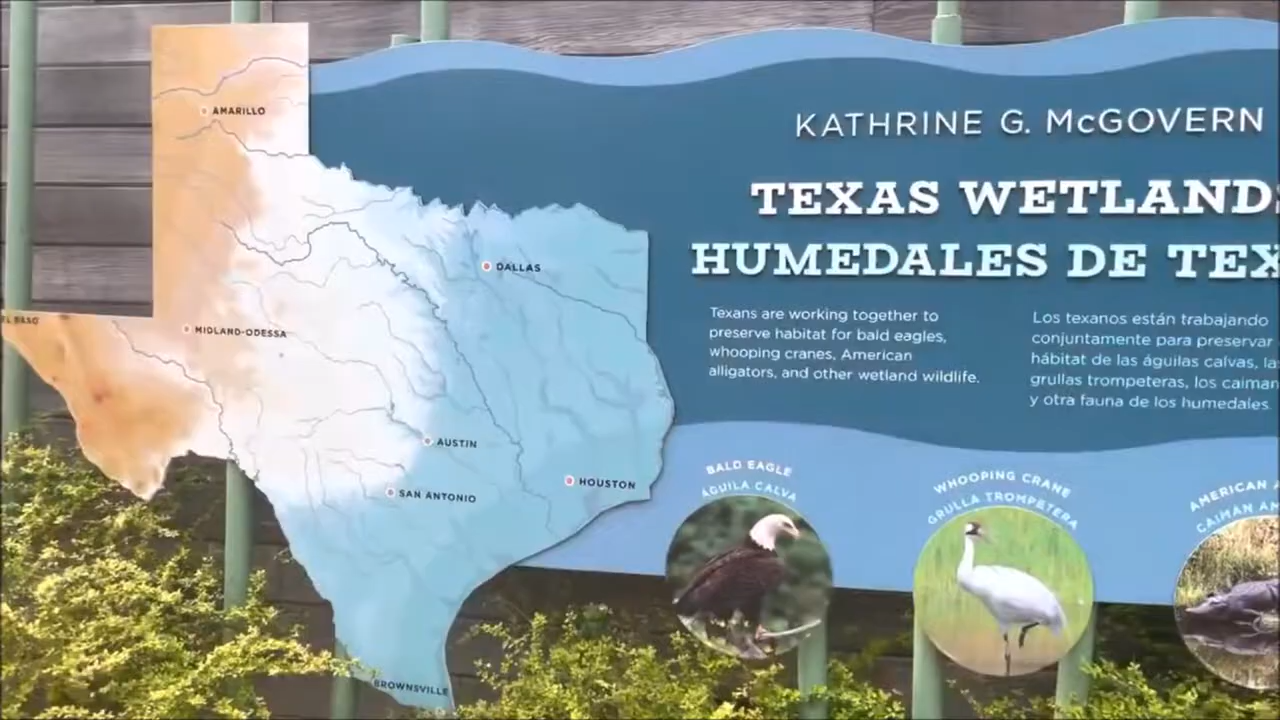 AMARILLO
KATHRINE G. McGOVERN
TEXAS WETLAND
HUMEDALES DE TEX
DALLAS
EL PASO
MIDLAND-ODESSA
AUSTIN
SAN ANTONIO
HOUSTON
BROWNSVILLE
Texans are working together to
preserve habitat for bald eagles,
whooping cranes, American
alligators, and other wetland wildlife.
Los texanos están trabajando
conjuntamente para preservar
hábitat de las águilas calvas, la
grullas trompeteras, los caiman
y otra fauna de los humedales.
BALD EAGLE
ÁGUILA CALVA
WHOOPING CRANE
GRULLA TROMPETERA
AMERICAN
CAIMAN AM